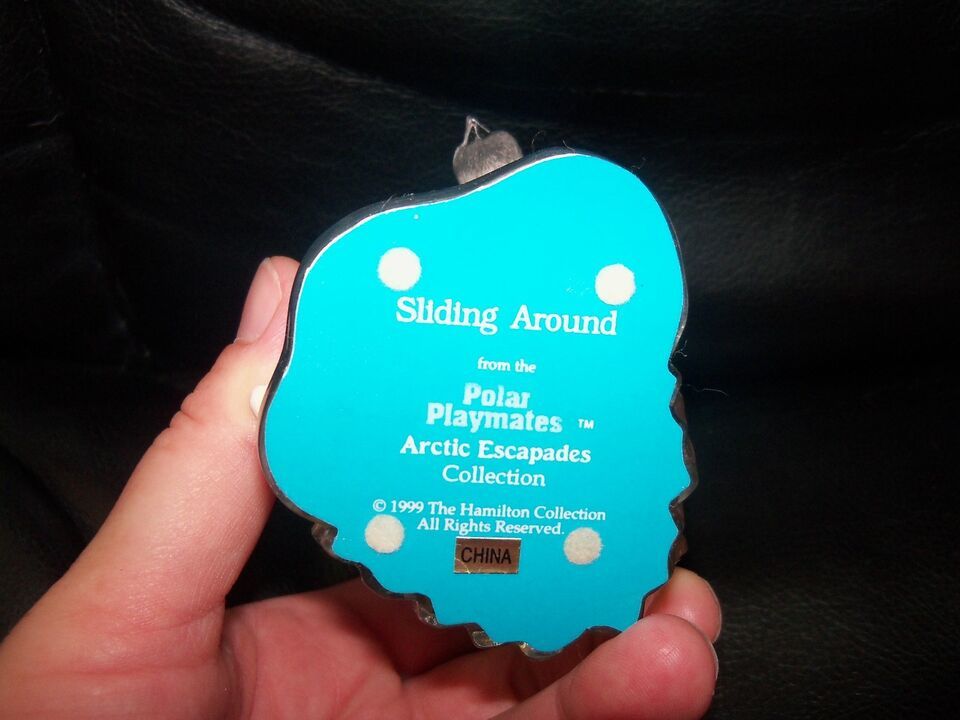 Sliding Around
from the
Polar
Playmates ™
Arctic Escapades
Collection
© 1999 The Hamilton Collection
All Rights Reserved.
CHINA